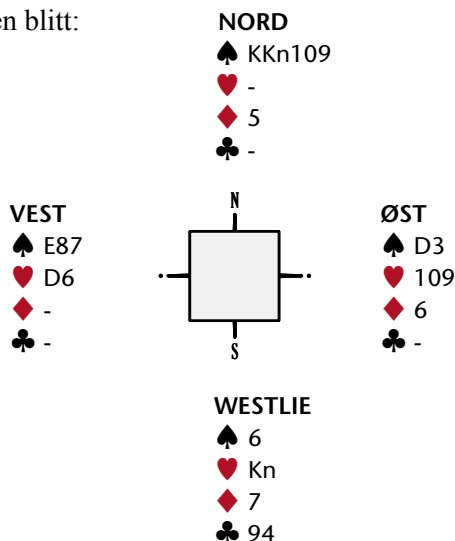 en blitt:
NORD
♠ KKn109
♥ -
♦ 5
♣ -
VEST
♠ E87
♥ D6
♦ -
♣ -
N
S
ØST
♠ D3
♥ 109
♦ 6
♣ -
WESTLIE
♠ 6
♥ Kn
♦ 7
♣ 94